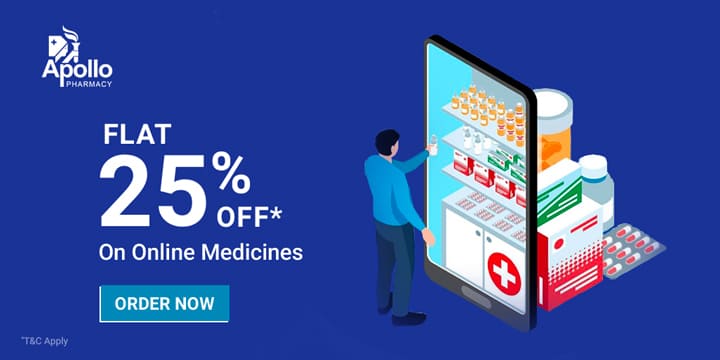 Apollo
PHARMACY
FLAT
25% OFF*
On Online Medicines
ORDER NOW
*T&C Apply